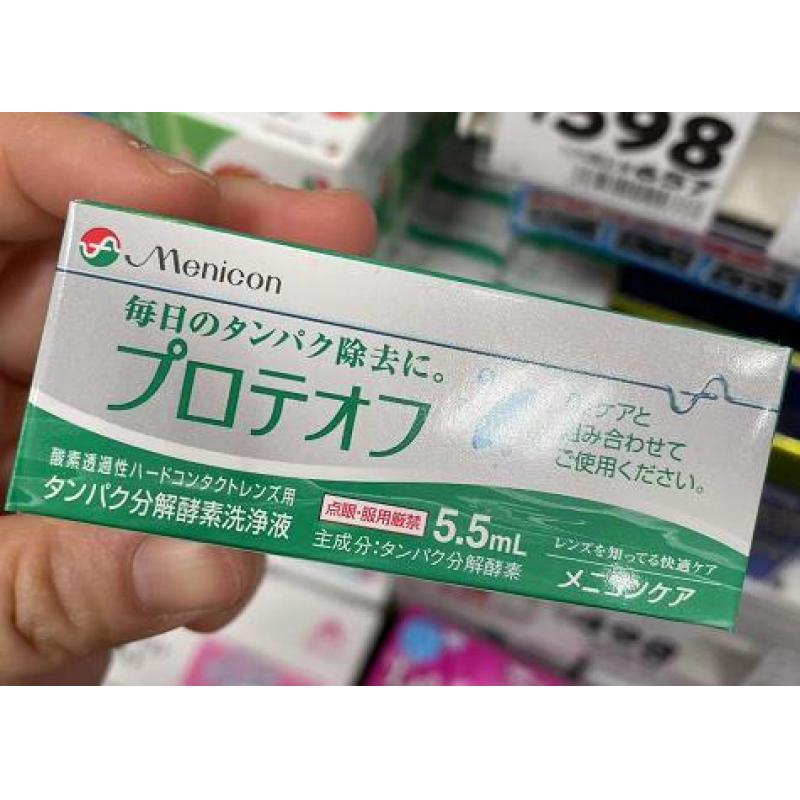 Menicon
毎日のタンパク除去に。
プロテオフ
ケアと
組み合わせて
ご使用ください。
酸素透過性ハードコンタクトレンズ用
タンパク分解酵素洗浄液
点眼・服用厳禁
5.5mL
主成分:タンパク分解酵素
レンズを知ってる快適ケア
メニコンケア
598
498